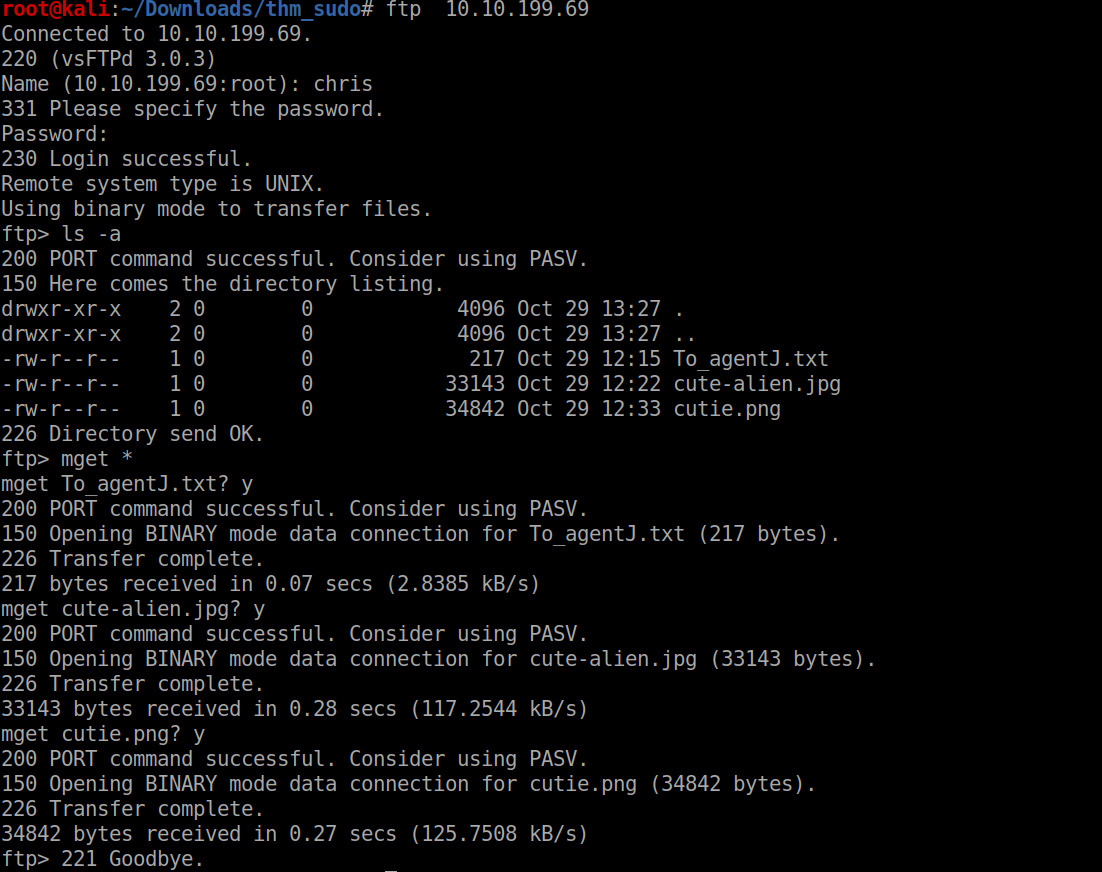 root@kali:~/Downloads/thm_sudo# ftp  10.10.199.69
Connected to 10.10.199.69.
220 (vsFTPd 3.0.3)
Name (10.10.199.69:root): chris
331 Please specify the password.
Password:
230 Login successful.
Remote system type is UNIX.
Using binary mode to transfer files.
ftp> ls -a
200 PORT command successful. Consider using PASV.
150 Here comes the directory listing.
drwxr-xr-x    2 0        0            4096 Oct 29 13:27 .
drwxr-xr-x    2 0        0            4096 Oct 29 13:27 ..
-rw-r--r--    1 0        0             217 Oct 29 12:15 To_agentJ.txt
-rw-r--r--    1 0        0           33143 Oct 29 12:22 cute-alien.jpg
-rw-r--r--    1 0        0           34842 Oct 29 12:33 cutie.png
226 Directory send OK.
ftp> mget *
mget To_agentJ.txt? y
200 PORT command successful. Consider using PASV.
150 Opening BINARY mode data connection for To_agentJ.txt (217 bytes).
226 Transfer complete.
217 bytes received in 0.07 secs (2.8385 kB/s)
mget cute-alien.jpg? y
200 PORT command successful. Consider using PASV.
150 Opening BINARY mode data connection for cute-alien.jpg (33143 bytes).
226 Transfer complete.
33143 bytes received in 0.28 secs (117.2544 kB/s)
mget cutie.png? y
200 PORT command successful. Consider using PASV.
150 Opening BINARY mode data connection for cutie.png (34842 bytes).
226 Transfer complete.
34842 bytes received in 0.27 secs (125.7508 kB/s)
ftp> 221 Goodbye.